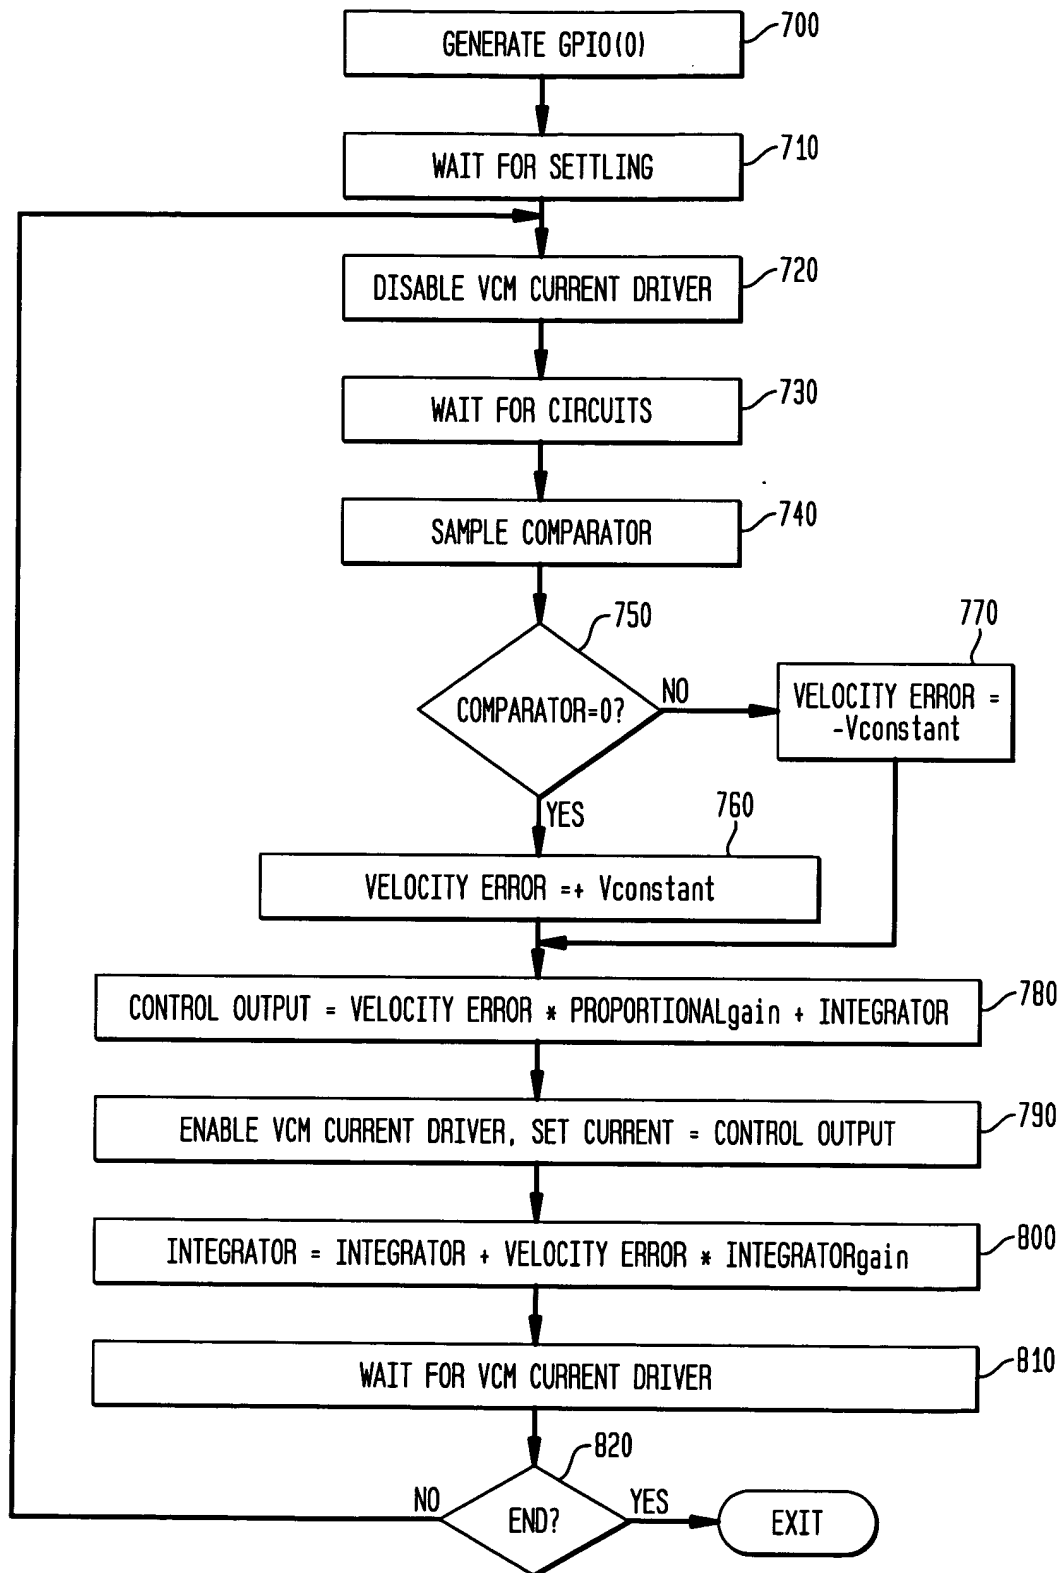 GENERATE GPIO(0)
700
WAIT FOR SETTLING
710
DISABLE VCM CURRENT DRIVER
720
WAIT FOR CIRCUITS
730
SAMPLE COMPARATOR
740
750
COMPARATOR=0?
NO
770
VELOCITY ERROR =
-Vconstant
YES
760
VELOCITY ERROR =+ Vconstant
CONTROL OUTPUT = VELOCITY ERROR * PROPORTIONALgain + INTEGRATOR
780
ENABLE VCM CURRENT DRIVER, SET CURRENT = CONTROL OUTPUT
790
INTEGRATOR = INTEGRATOR + VELOCITY ERROR * INTEGRATORgain
800
WAIT FOR VCM CURRENT DRIVER
810
820
NO
END?
YES
EXIT